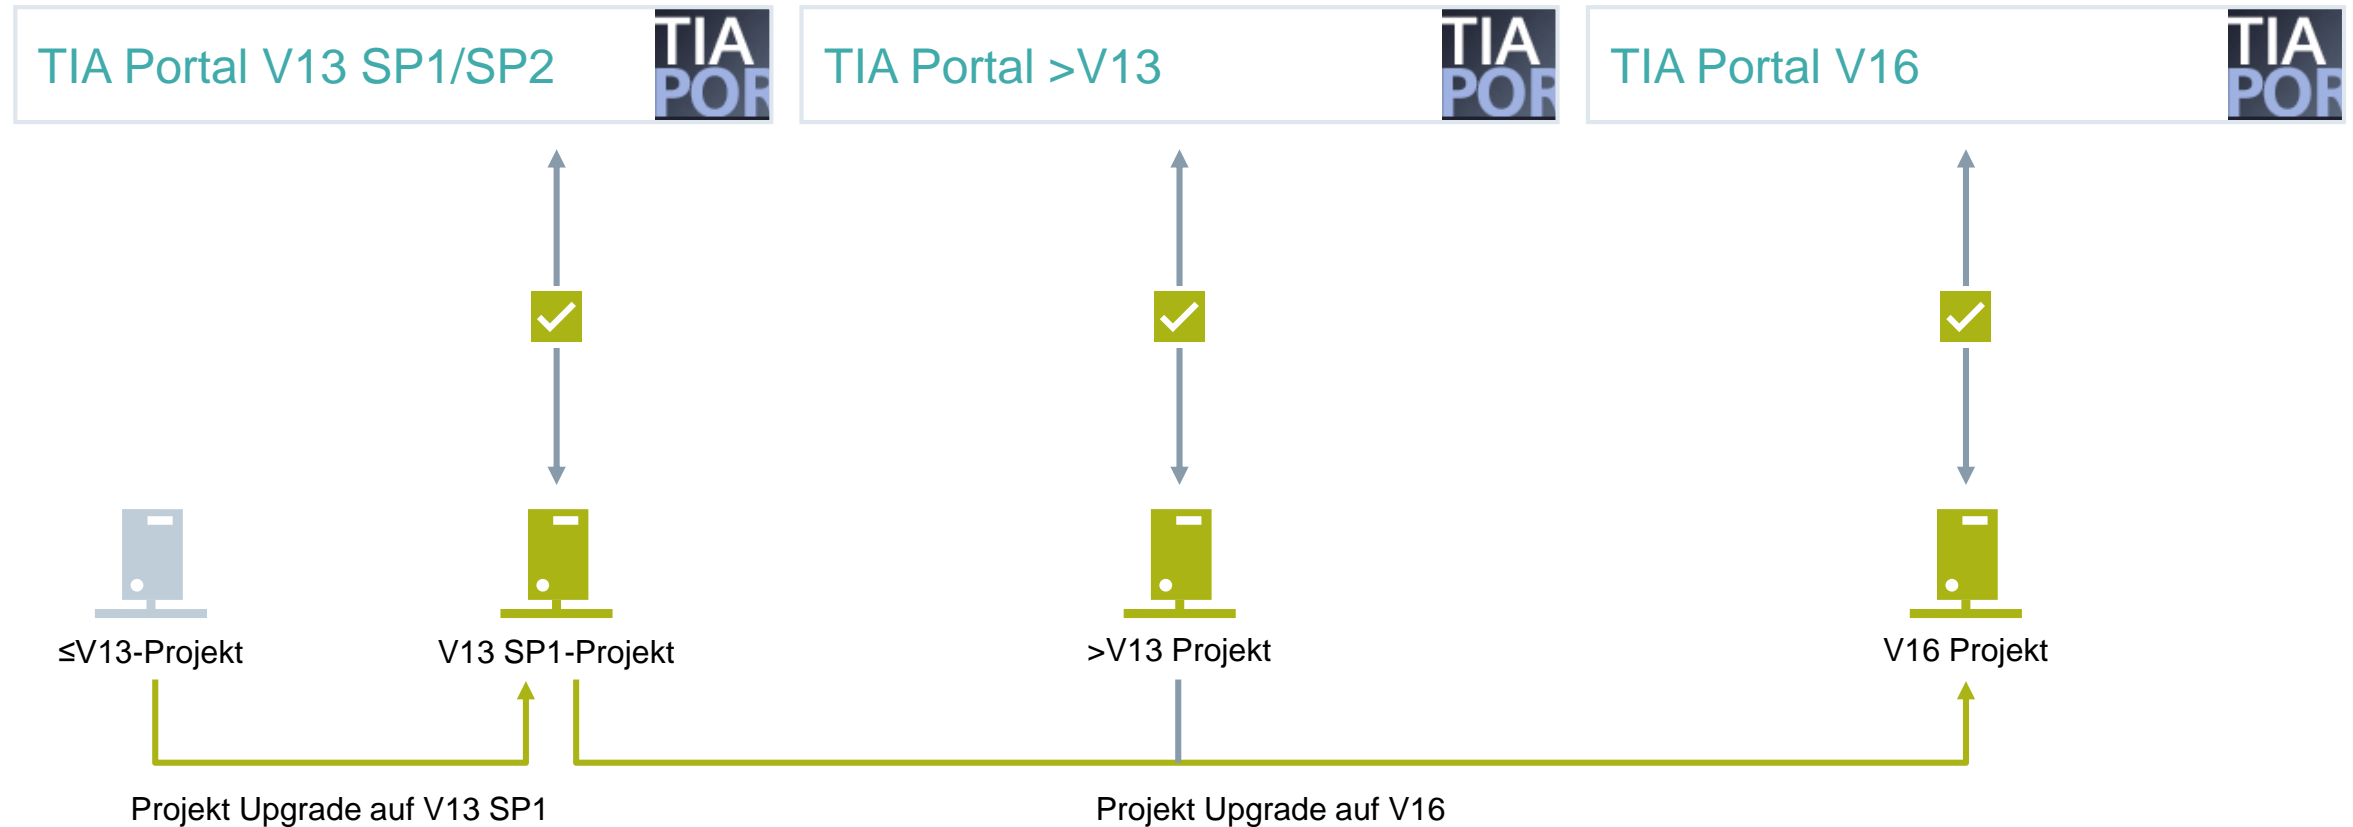 TIA Portal V13 SP1/SP2
TIA
POR
TIA Portal >V13
TIA
POR
TIA Portal V16
TIA
POR
≤V13-Projekt
V13 SP1-Projekt
>V13 Projekt
V16 Projekt
Projekt Upgrade auf V13 SP1
Projekt Upgrade auf V16